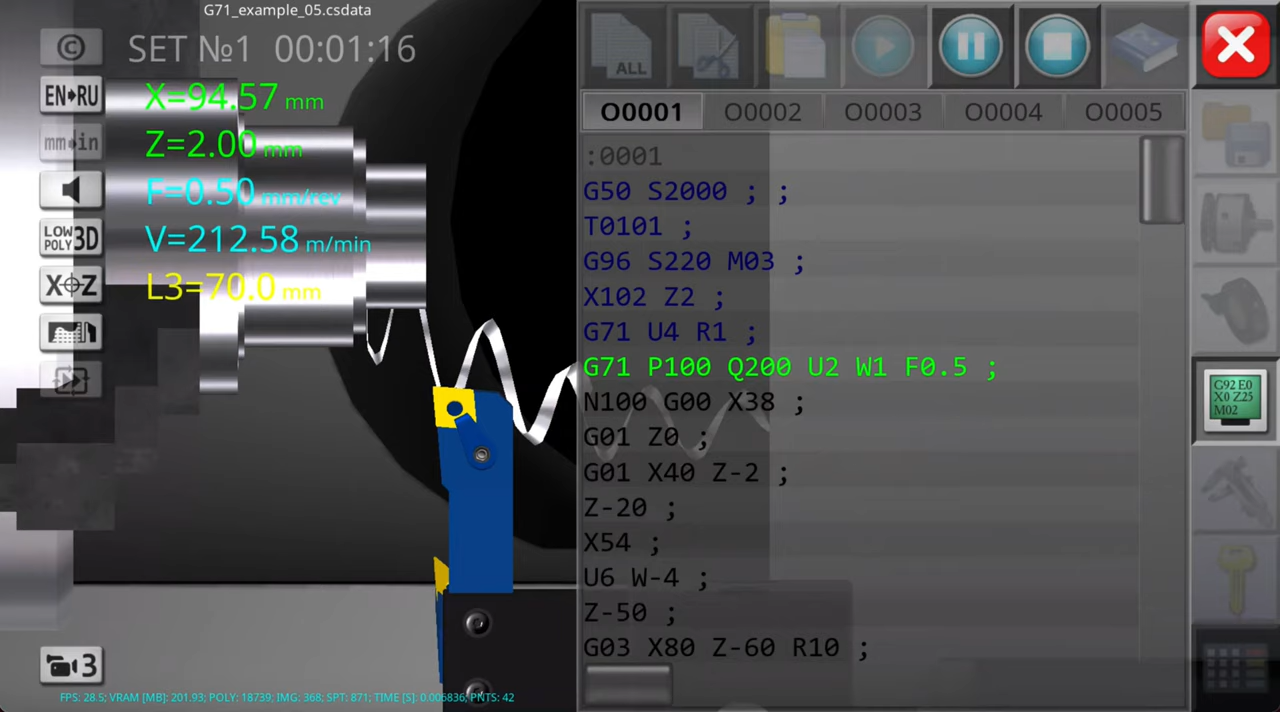 G71_example_05.csdata
©
SET №1 00:01:16
EN▸RU
X=94.57 mm
mm▸in
Z=2.00 mm
F=0.50 mm/rev
LOW POLY 3D
V=212.58 m/min
X Z
L3=70.0 mm
3
FPS: 28.5; VRAM [MB]: 201.93; POLY: 18739; IMG: 368; SPT: 871; TIME [S]: 0.006836; PNTS: 42
ALL
O0001 O0002 O0003 O0004 O0005
:0001
G50 S2000 ; ;
T0101 ;
G96 S220 M03 ;
X102 Z2 ;
G71 U4 R1 ;
G71 P100 Q200 U2 W1 F0.5 ;
N100 G00 X38 ;
G01 Z0 ;
G01 X40 Z-2 ;
Z-20 ;
X54 ;
U6 W-4 ;
Z-50 ;
G03 X80 Z-60 R10 ;
G92 E0
X0 Z25
M02